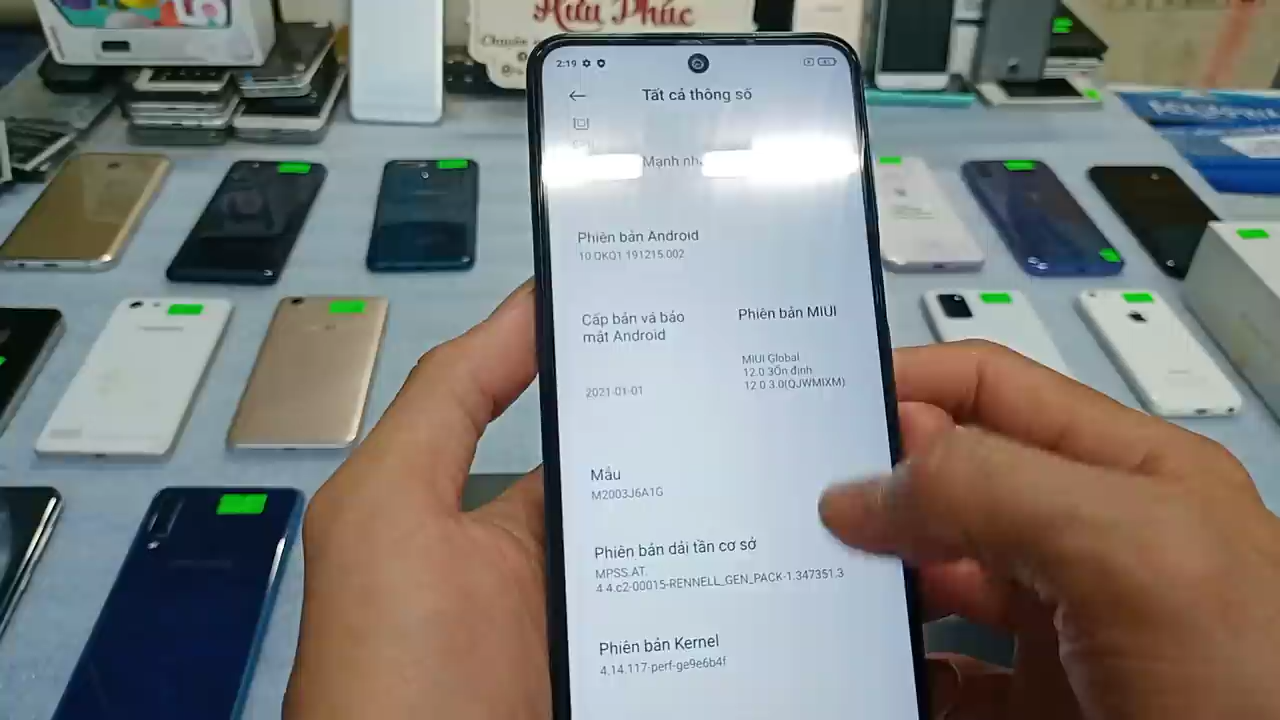 Hưu Phúc
Chuyên
2:19
Tất cả thông số
Mạnh
Phiên bản Android
10 QKQ1 191215.002
Cấp bản vá bảo
mật Android
2021-01-01
Phiên bản MIUI
MIUI Global
12.0 3Ổn định
12.0 3.0(QJWMIXM)
Mẫu
M2003J6A1G
Phiên bản dải tần cơ sở
MPSS.AT.
4 4.c2-00015-RENNELL_GEN_PACK-1.347351.3
Phiên bản Kernel
4.14.117-perf-ge9e6b4f